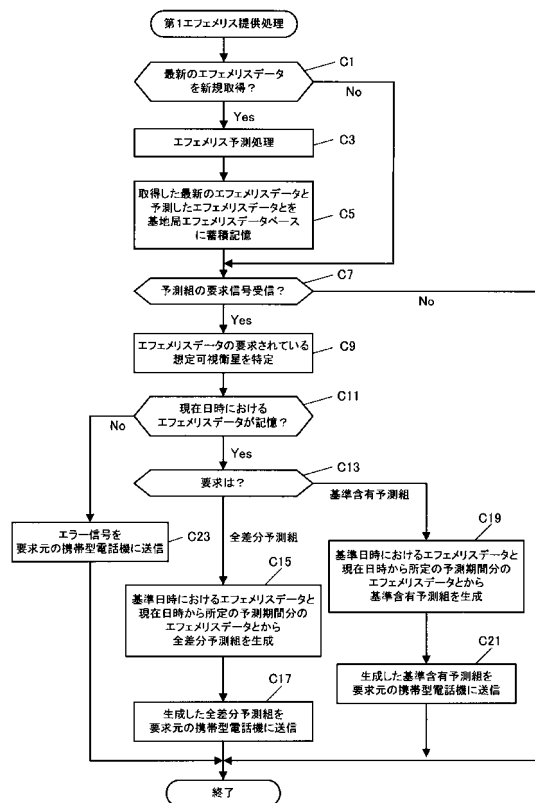 第1エフェメリス提供処理
C1
最新のエフェメリスデータ
を新規取得？
No
Yes
C3
エフェメリス予測処理
取得した最新のエフェメリスデータと
予測したエフェメリスデータとを
基地局エフェメリスデータベース
に蓄積記憶
C5
C7
予測組の要求信号受信？
No
Yes
エフェメリスデータの要求されている
想定可視衛星を特定
C9
C11
現在日時における
エフェメリスデータが記憶？
No
Yes
C13
要求は？
基準含有予測組
全差分予測組
エラー信号を
要求元の携帯型電話機に送信
C23
C15
基準日時におけるエフェメリスデータと
現在日時から所定の予測期間分の
エフェメリスデータとから
全差分予測組を生成
C19
基準日時におけるエフェメリスデータと
現在日時から所定の予測期間分の
エフェメリスデータとから
基準含有予測組を生成
C17
生成した全差分予測組を
要求元の携帯型電話機に送信
C21
生成した基準含有予測組を
要求元の携帯型電話機に送信
終了